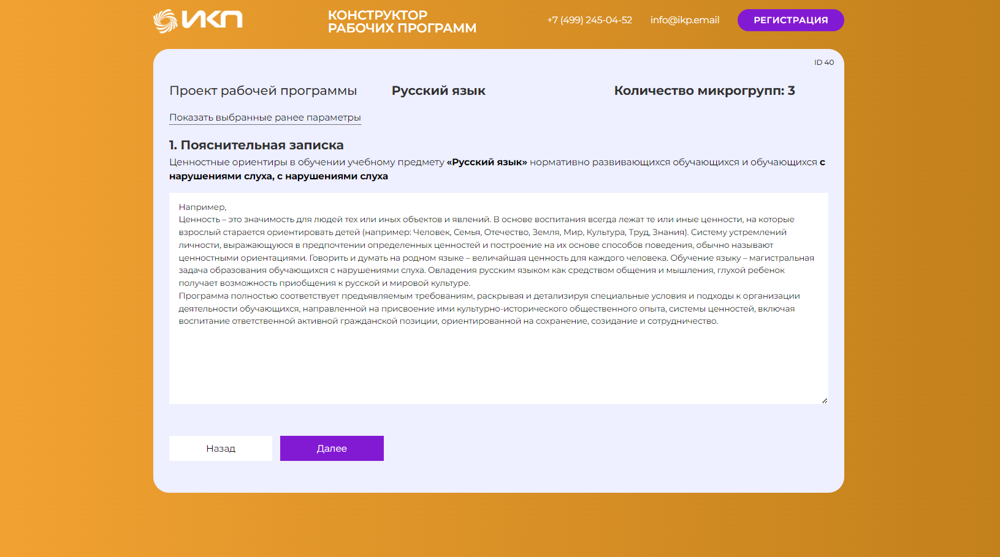 ИКП
КОНСТРУКТОР
РАБОЧИХ ПРОГРАММ
+7 (499) 245-04-52
info@ikp.email
РЕГИСТРАЦИЯ
ID 40
Проект рабочей программы
Русский язык
Количество микрогрупп: 3
Показать выбранные ранее параметры
1. Пояснительная записка
Ценностные ориентиры в обучении учебному предмету «Русский язык» нормативно развивающихся обучающихся и обучающихся с
нарушениями слуха, с нарушениями слуха
Например,
Ценность – это значимость для людей тех или иных объектов и явлений. В основе воспитания всегда лежат те или иные ценности, на которые
взрослый старается ориентировать детей (например: Человек, Семья, Отечество, Земля, Мир, Культура, Труд, Знания). Систему устремлений
личности, выражающуюся в предпочтении определенных ценностей и построение на их основе способов поведения, обычно называют
ценностными ориентациями. Говорить и думать на родном языке – величайшая ценность для каждого человека. Обучение языку – магистральная
задача образования обучающихся с нарушениями слуха. Овладения русским языком как средством общения и мышления, глухой ребенок
получает возможность приобщения к русской и мировой культуре.
Программа полностью соответствует предъявляемым требованиям, раскрывая и детализируя специальные условия и подходы к организации
деятельности обучающихся, направленной на присвоение ими культурно-исторического общественного опыта, системы ценностей, включая
воспитание ответственной активной гражданской позиции, ориентированной на сохранение, созидание и сотрудничество.
Назад
Далее